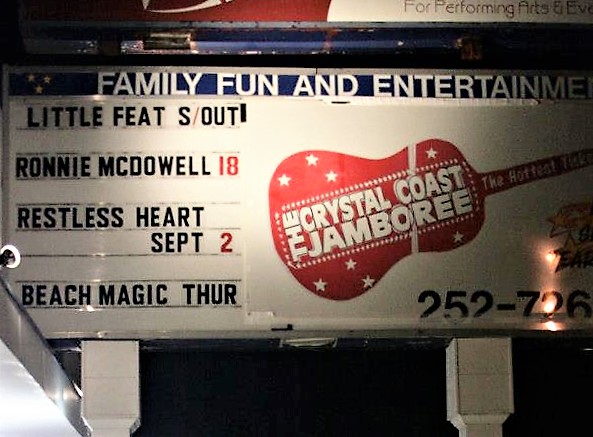 For Performing Arts & Eve
FAMILY FUN AND ENTERTAINME
LITTLE FEAT S/OUT
RONNIE MCDOWELL 18
RESTLESS HEART
SEPT 2
BEACH MAGIC THUR
THE CRYSTAL COAST
JAMBOREE
The Hottest Tick
252-726